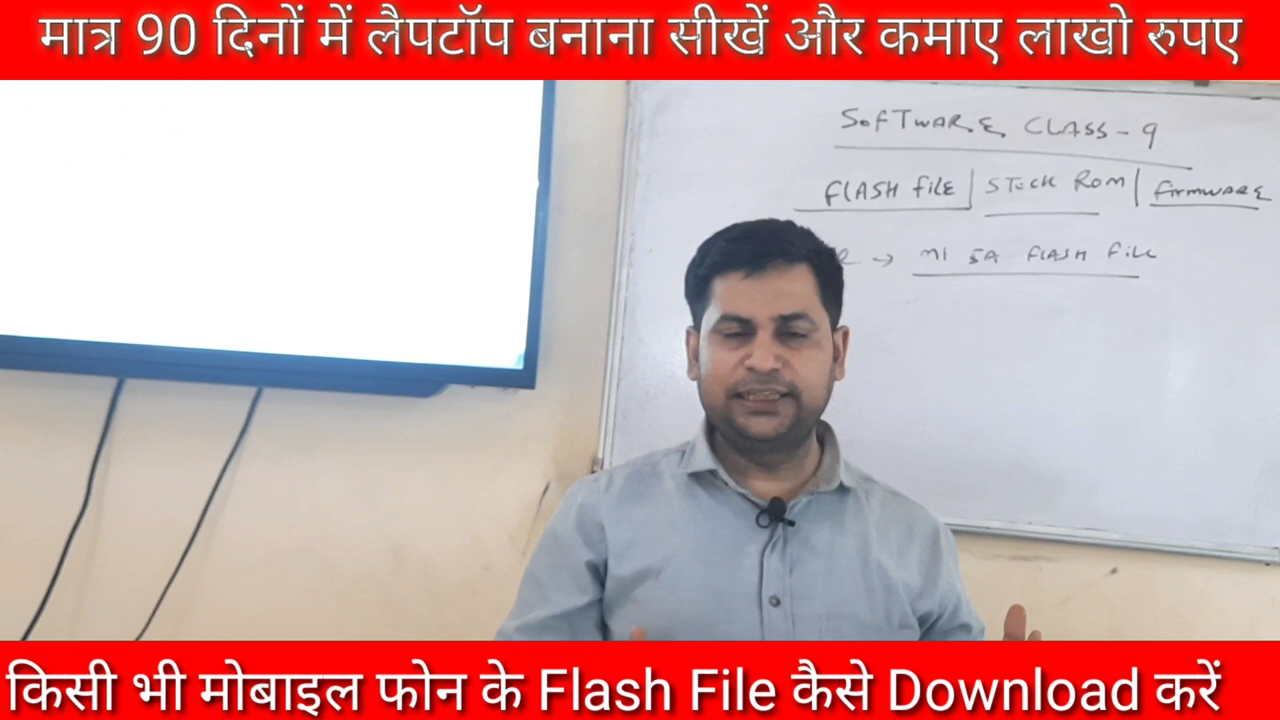 मात्र 90 दिनों में लैपटॉप बनाना सीखें और कमाए लाखो रुपए
SOFTWARE CLASS - 9
FLASH FILE | STOCK ROM | FIRMWARE
→ MI 5A FLASH FILE
किसी भी मोबाइल फोन के Flash File कैसे Download करें